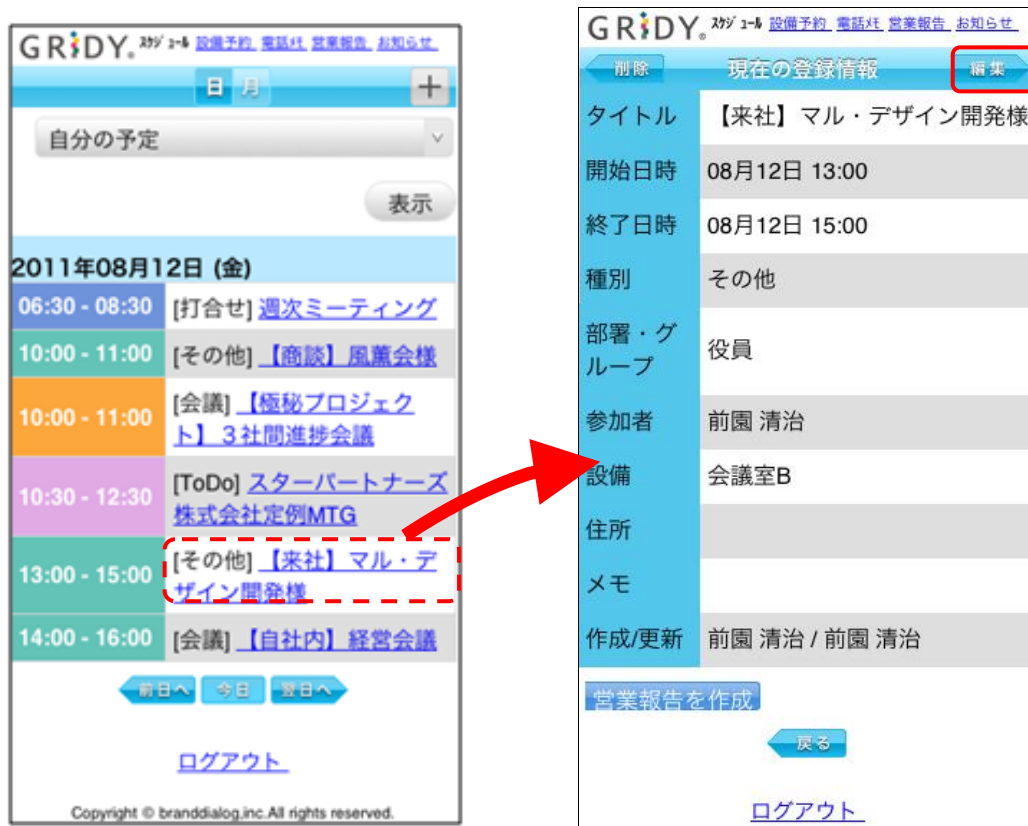 GRiDY. ｽｹｼﾞｭｰﾙ 設備予約 電話ﾒﾓ 営業報告 お知らせ
日 月 +
自分の予定
表示
2011年08月12日 (金)
06:30 - 08:30 [打合せ] 週次ミーティング
10:00 - 11:00 [その他] 【商談】風薫会様
10:00 - 11:00 [会議] 【極秘プロジェク
ト】３社間進捗会議
10:30 - 12:30 [ToDo] スターパートナーズ
株式会社定例MTG
13:00 - 15:00 [その他] 【来社】マル・デ
ザイン開発様
14:00 - 16:00 [会議] 【自社内】経営会議
前日へ 今日 翌日へ
ログアウト
Copyright © branddialog,inc.All rights reserved.
GRiDY. ｽｹｼﾞｭｰﾙ 設備予約 電話ﾒﾓ 営業報告 お知らせ
削除 現在の登録情報 編集
タイトル 【来社】マル・デザイン開発様
開始日時 08月12日 13:00
終了日時 08月12日 15:00
種別 その他
部署・グ
ループ 役員
参加者 前園 清治
設備 会議室B
住所
メモ
作成/更新 前園 清治 / 前園 清治
営業報告を作成
戻る
ログアウト